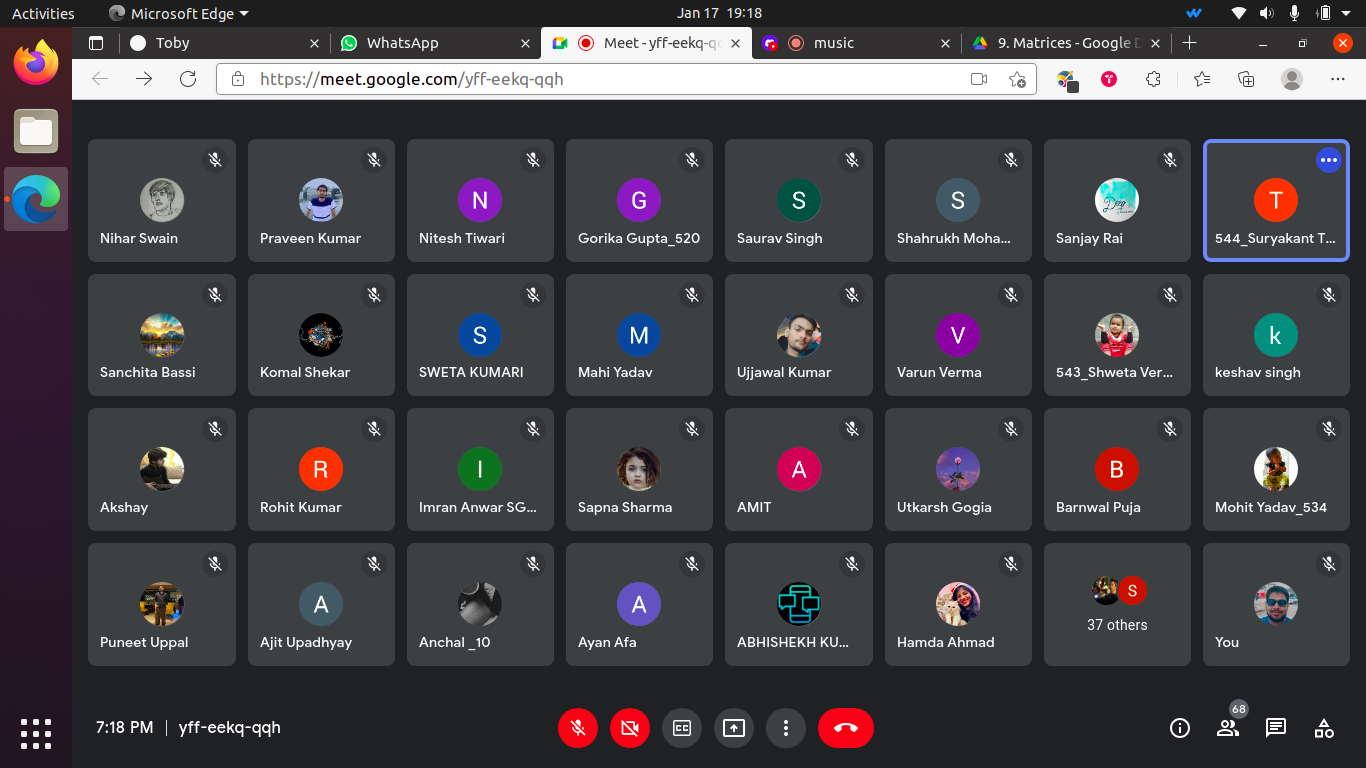 Activities Microsoft Edge Jan 17 19:18
Toby WhatsApp Meet - yff-eekq-qq music 9. Matrices - Google D
https://meet.google.com/yff-eekq-qqh
Nihar Swain Praveen Kumar N Nitesh Tiwari G Gorika Gupta_520 S Saurav Singh S Shahrukh Moha... Deep Sanjay Rai T 544_Suryakant T...
Sanchita Bassi Komal Shekar S SWETA KUMARI M Mahi Yadav Ujjawal Kumar V Varun Verma 543_Shweta Ver... k keshav singh
Akshay R Rohit Kumar I Imran Anwar SG... Sapna Sharma A AMIT Utkarsh Gogia B Barnwal Puja Mohit Yadav_534
Puneet Uppal A Ajit Upadhyay Anchal _10 A Ayan Afa ABHISHEKH KU... Hamda Ahmad S 37 others You
7:18 PM | yff-eekq-qqh CC 68